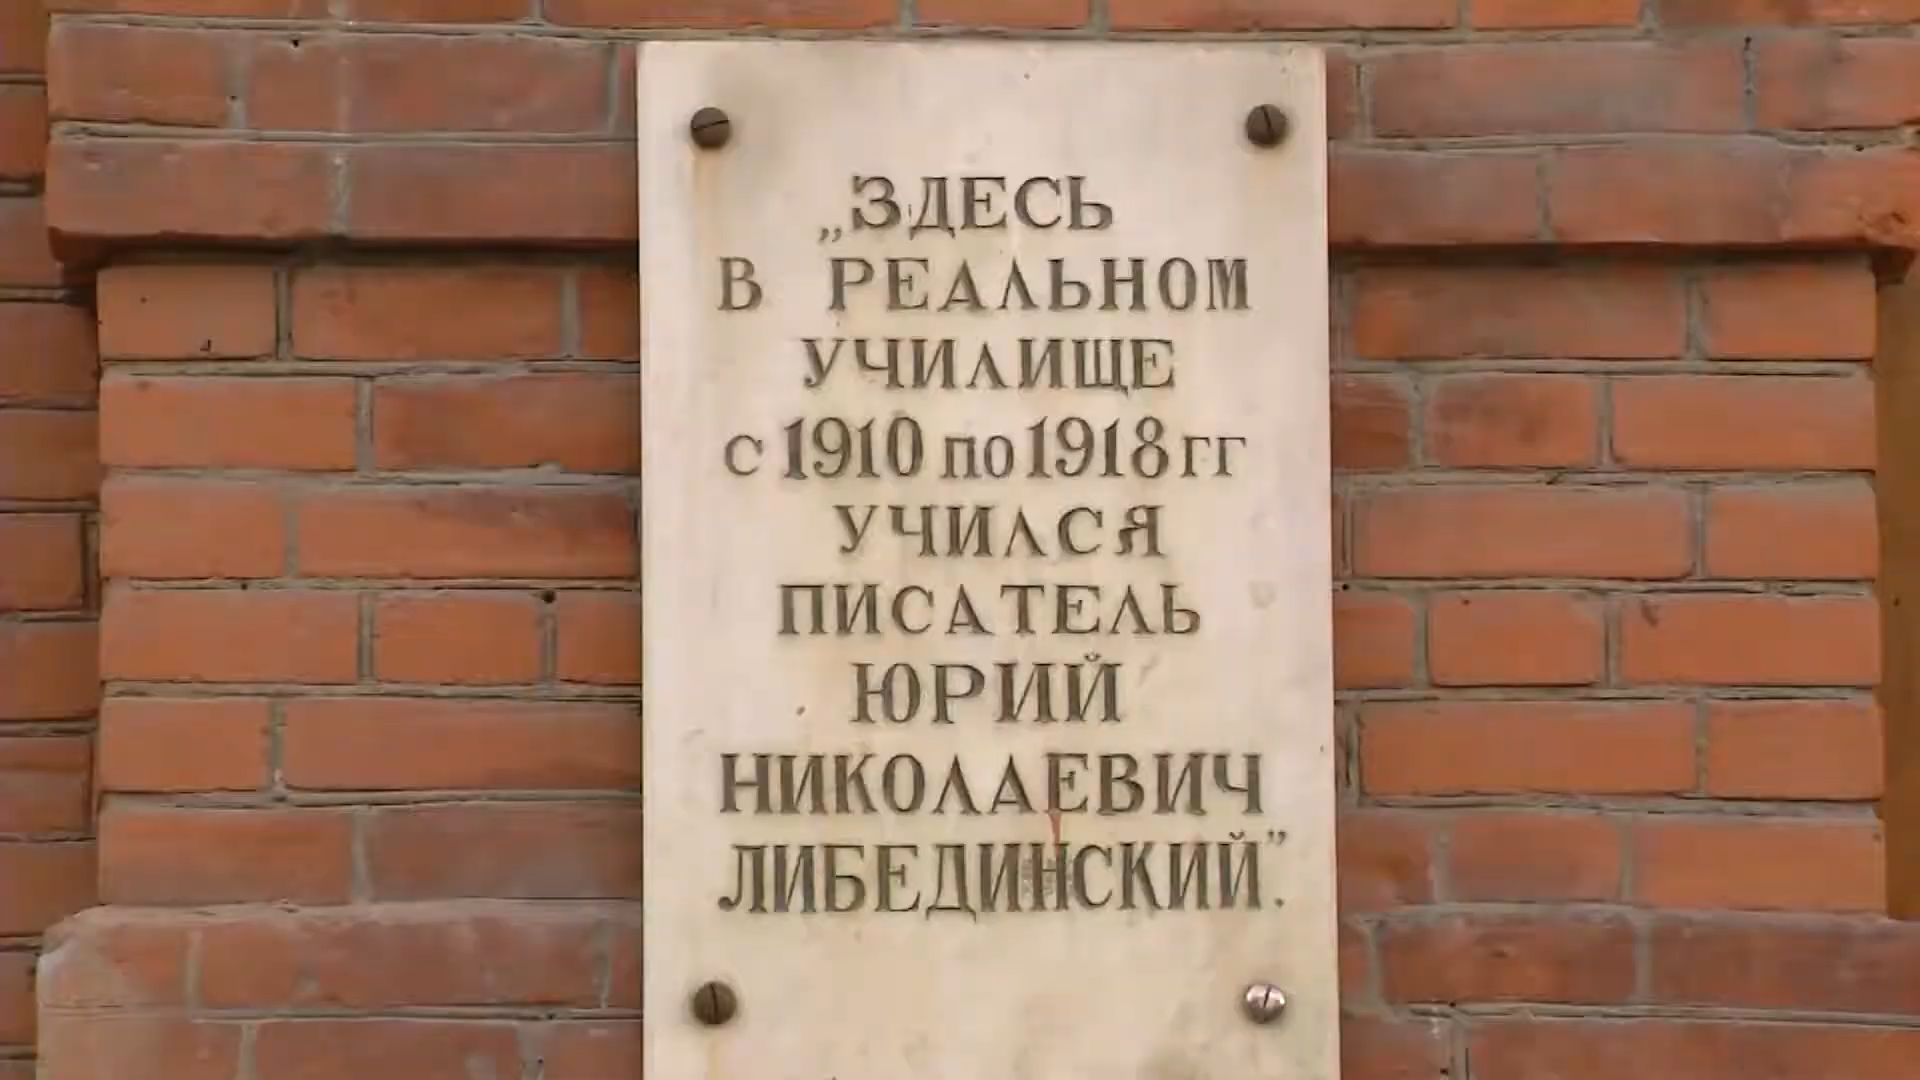 „ЗДЕСЬ
В РЕАЛЬНОМ
УЧИЛИЩЕ
С 1910 ПО 1918 ГГ
УЧИЛСЯ
ПИСАТЕЛЬ
ЮРИЙ
НИКОЛАЕВИЧ
ЛИБЕДИНСКИЙ”.